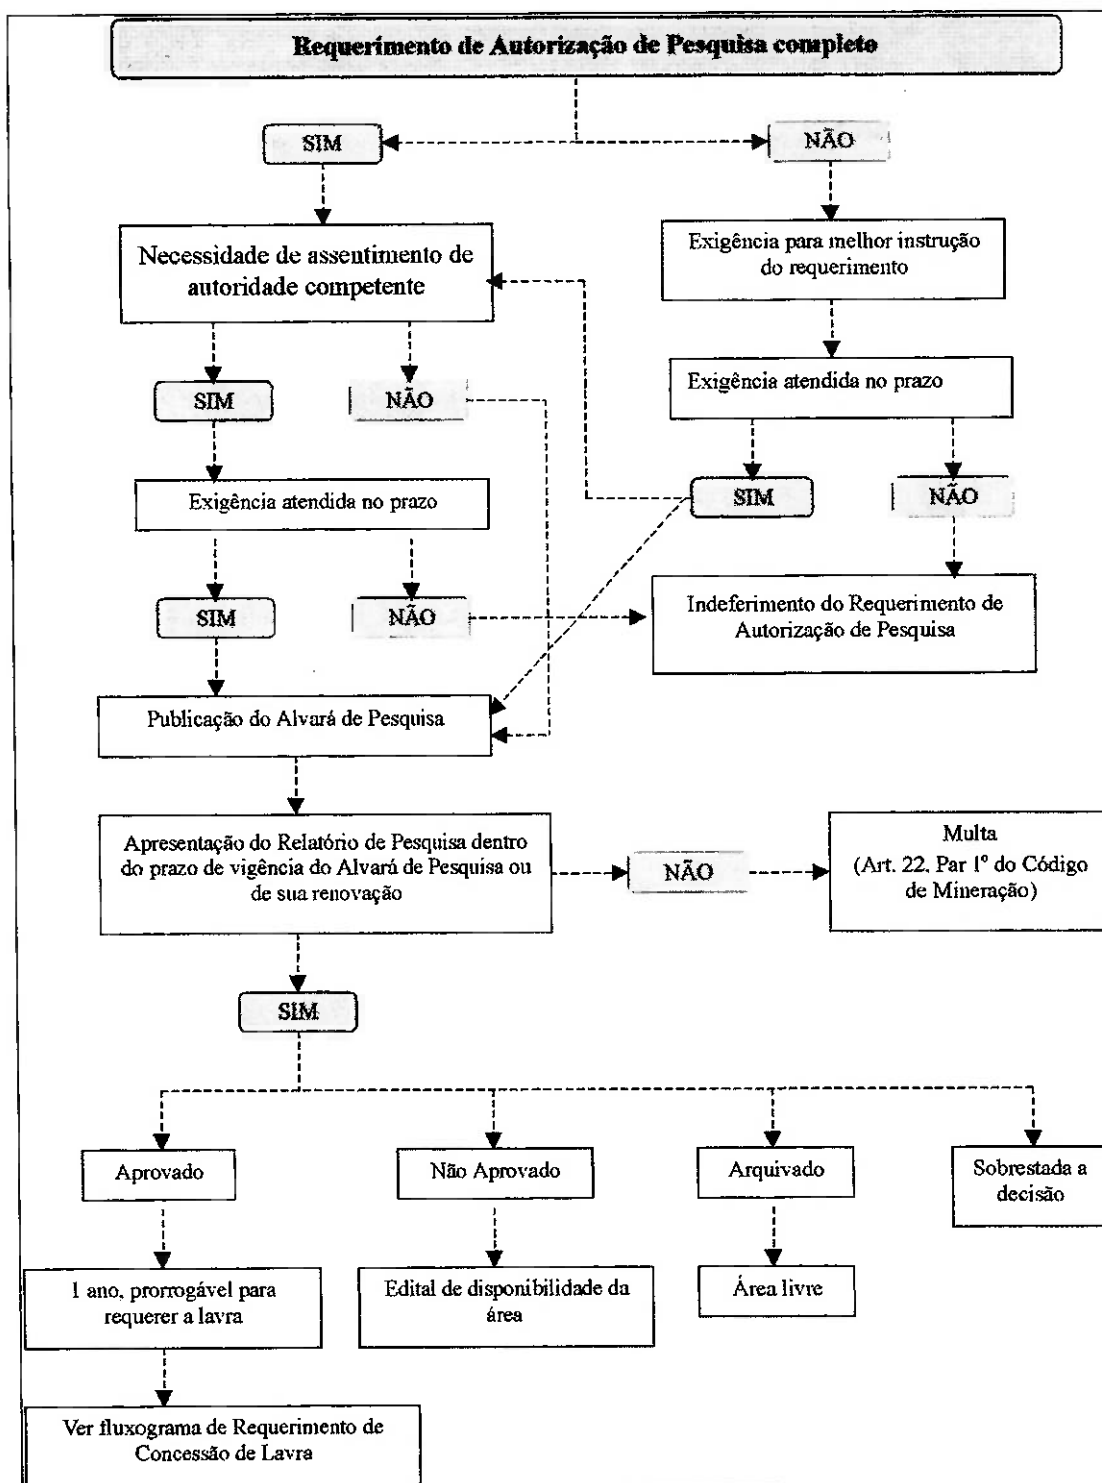 Requerimento de Autorização de Pesquisa completo
SIM
NÃO
Necessidade de assentimento de
autoridade competente
Exigência para melhor instrução
do requerimento
SIM
NÃO
Exigência atendida no prazo
Exigência atendida no prazo
SIM
NÃO
SIM
NÃO
Indeferimento do Requerimento de
Autorização de Pesquisa
Publicação do Alvará de Pesquisa
Apresentação do Relatório de Pesquisa dentro
do prazo de vigência do Alvará de Pesquisa ou
de sua renovação
NÃO
Multa
(Art. 22, Par 1º do Código
de Mineração)
SIM
Aprovado
Não Aprovado
Arquivado
Sobrestada a
decisão
1 ano, prorrogável para
requerer a lavra
Edital de disponibilidade da
área
Área livre
Ver fluxograma de Requerimento de
Concessão de Lavra